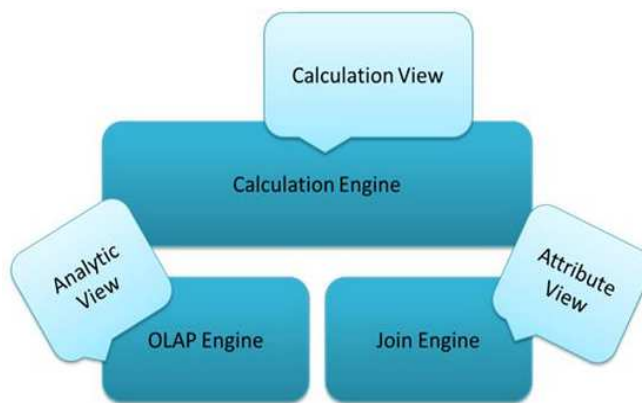 Calculation View
Calculation Engine
Analytic
View
Attribute
View
OLAP Engine
Join Engine